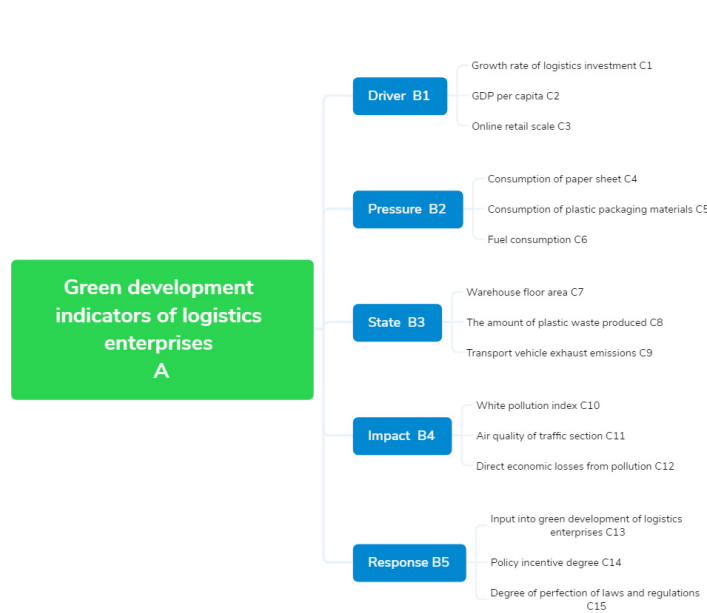 Green development
indicators of logistics
enterprises
A
Driver B1
Growth rate of logistics investment C1
GDP per capita C2
Online retail scale C3
Pressure B2
Consumption of paper sheet C4
Consumption of plastic packaging materials C5
Fuel consumption C6
State B3
Warehouse floor area C7
The amount of plastic waste produced C8
Transport vehicle exhaust emissions C9
Impact B4
White pollution index C10
Air quality of traffic section C11
Direct economic losses from pollution C12
Response B5
Input into green development of logistics
enterprises C13
Policy incentive degree C14
Degree of perfection of laws and regulations
C15